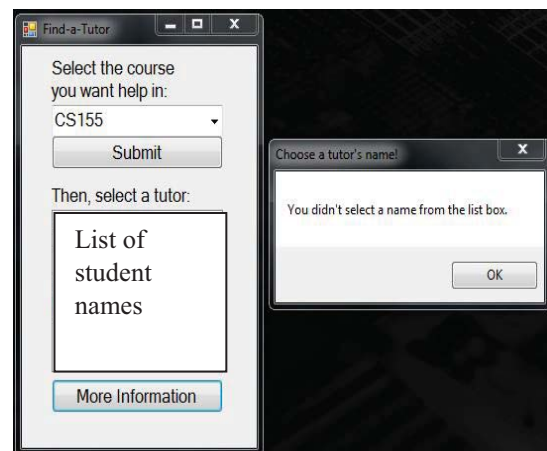 Find-a-Tutor
Select the course
you want help in:
CS155
Submit
Then, select a tutor:
List of
student
names
More Information
Choose a tutor's name!
You didn't select a name from the list box.
OK